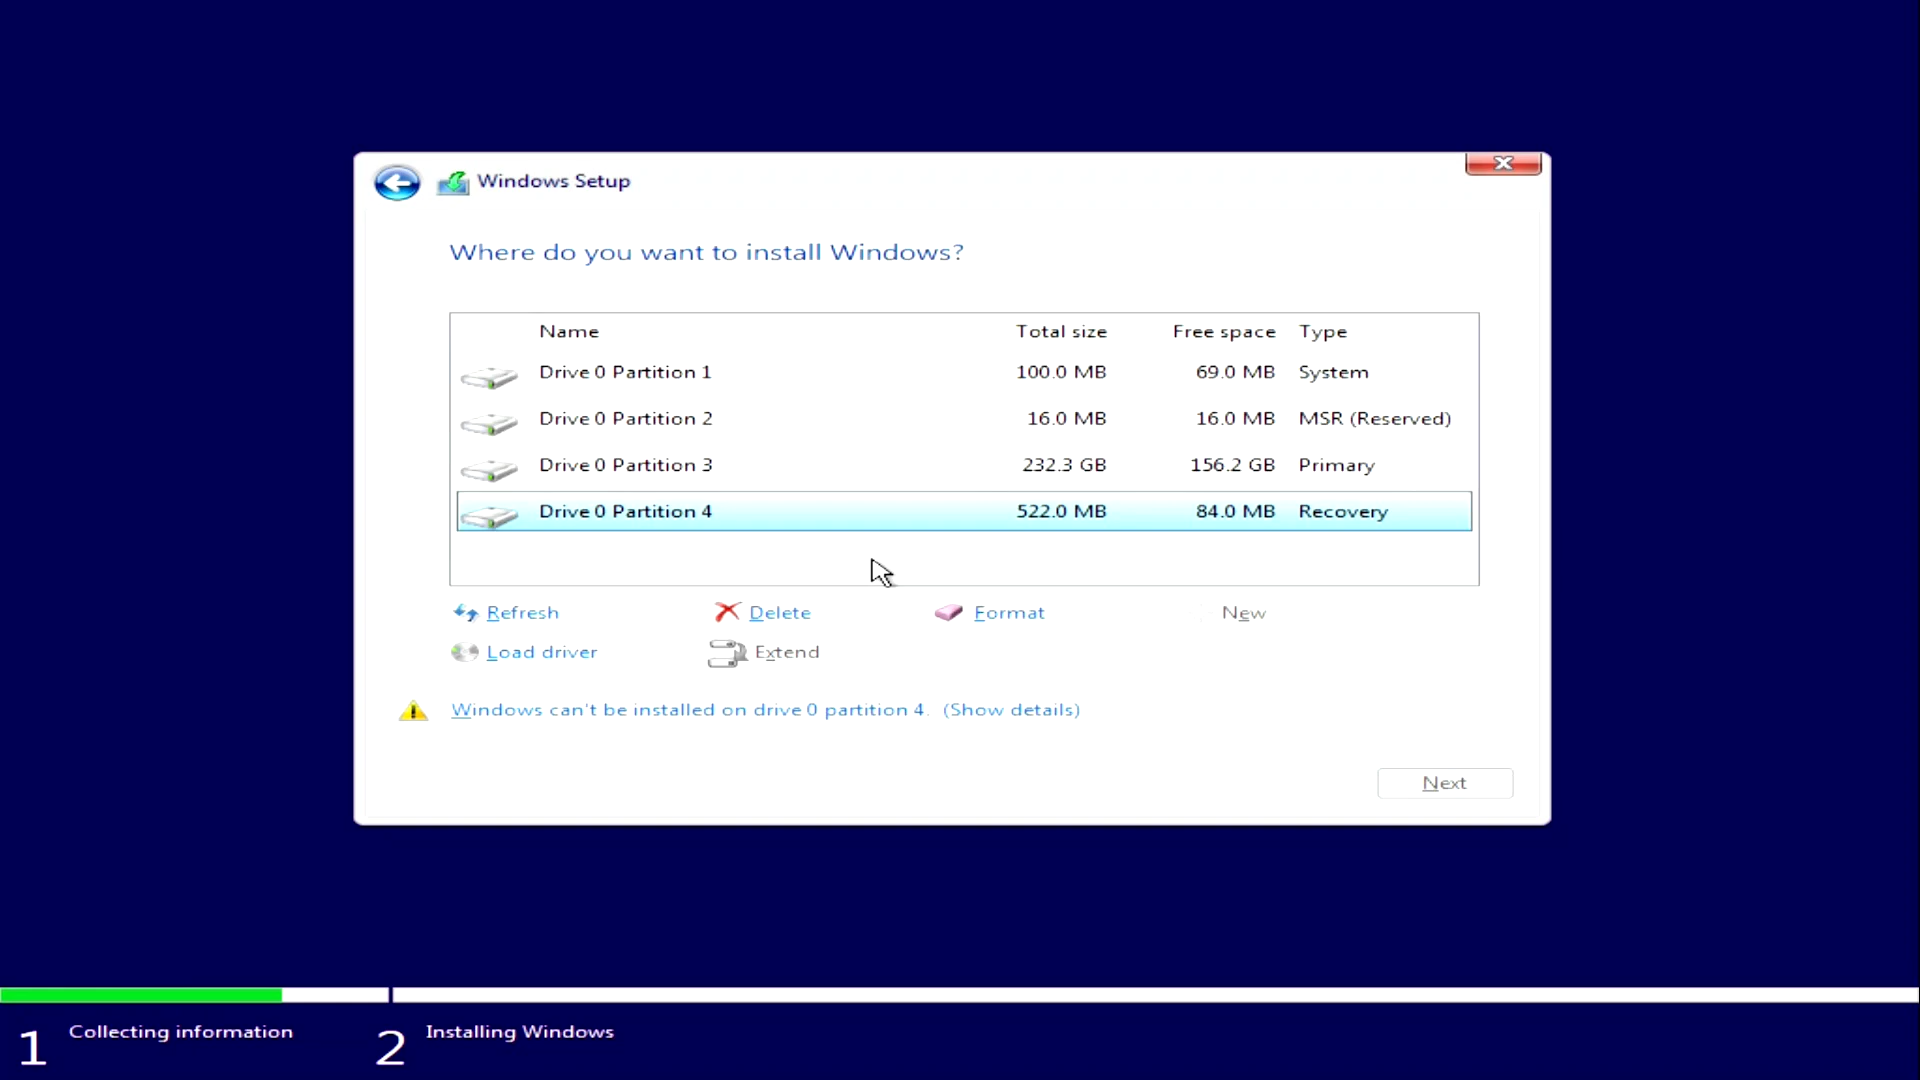 Windows Setup
Where do you want to install Windows?
Name Total size Free space Type
Drive 0 Partition 1 100.0 MB 69.0 MB System
Drive 0 Partition 2 16.0 MB 16.0 MB MSR (Reserved)
Drive 0 Partition 3 232.3 GB 156.2 GB Primary
Drive 0 Partition 4 522.0 MB 84.0 MB Recovery
Refresh Delete Format New
Load driver Extend
Windows can't be installed on drive 0 partition 4. (Show details)
Next
1 Collecting information 2 Installing Windows